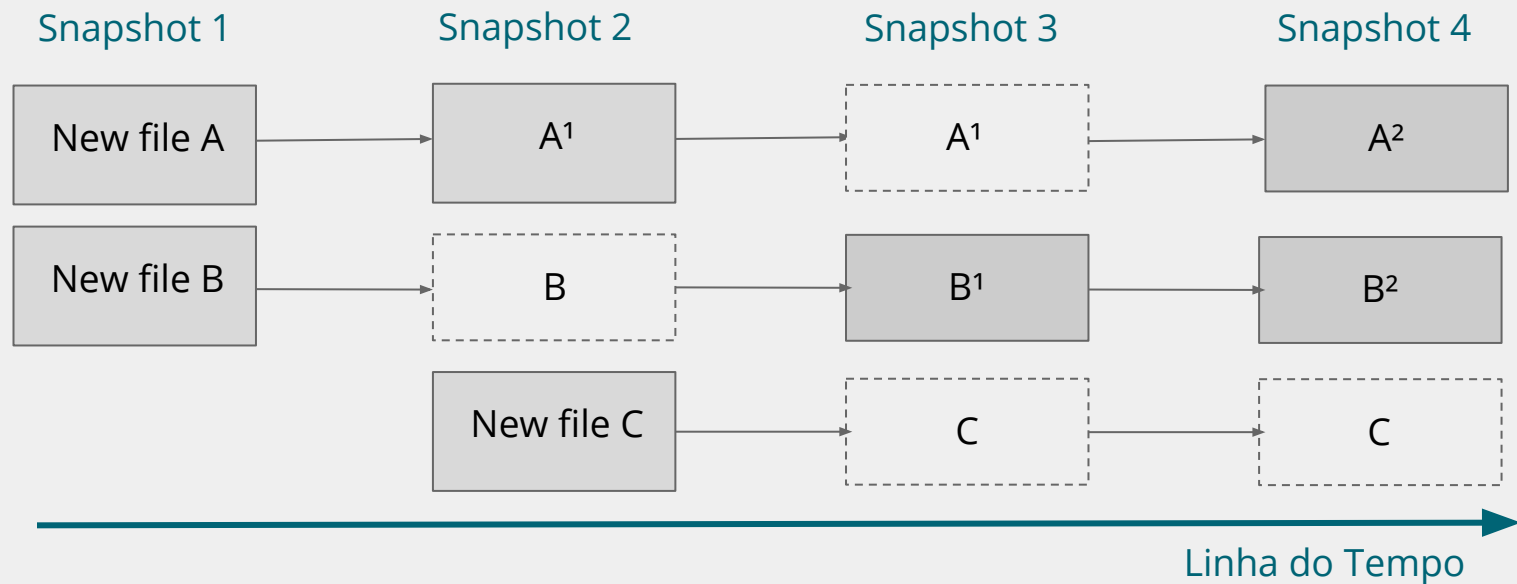 Snapshot 1
Snapshot 2
Snapshot 3
Snapshot 4
New file A
A¹
A¹
A²
New file B
B
B¹
B²
New file C
C
C
Linha do Tempo